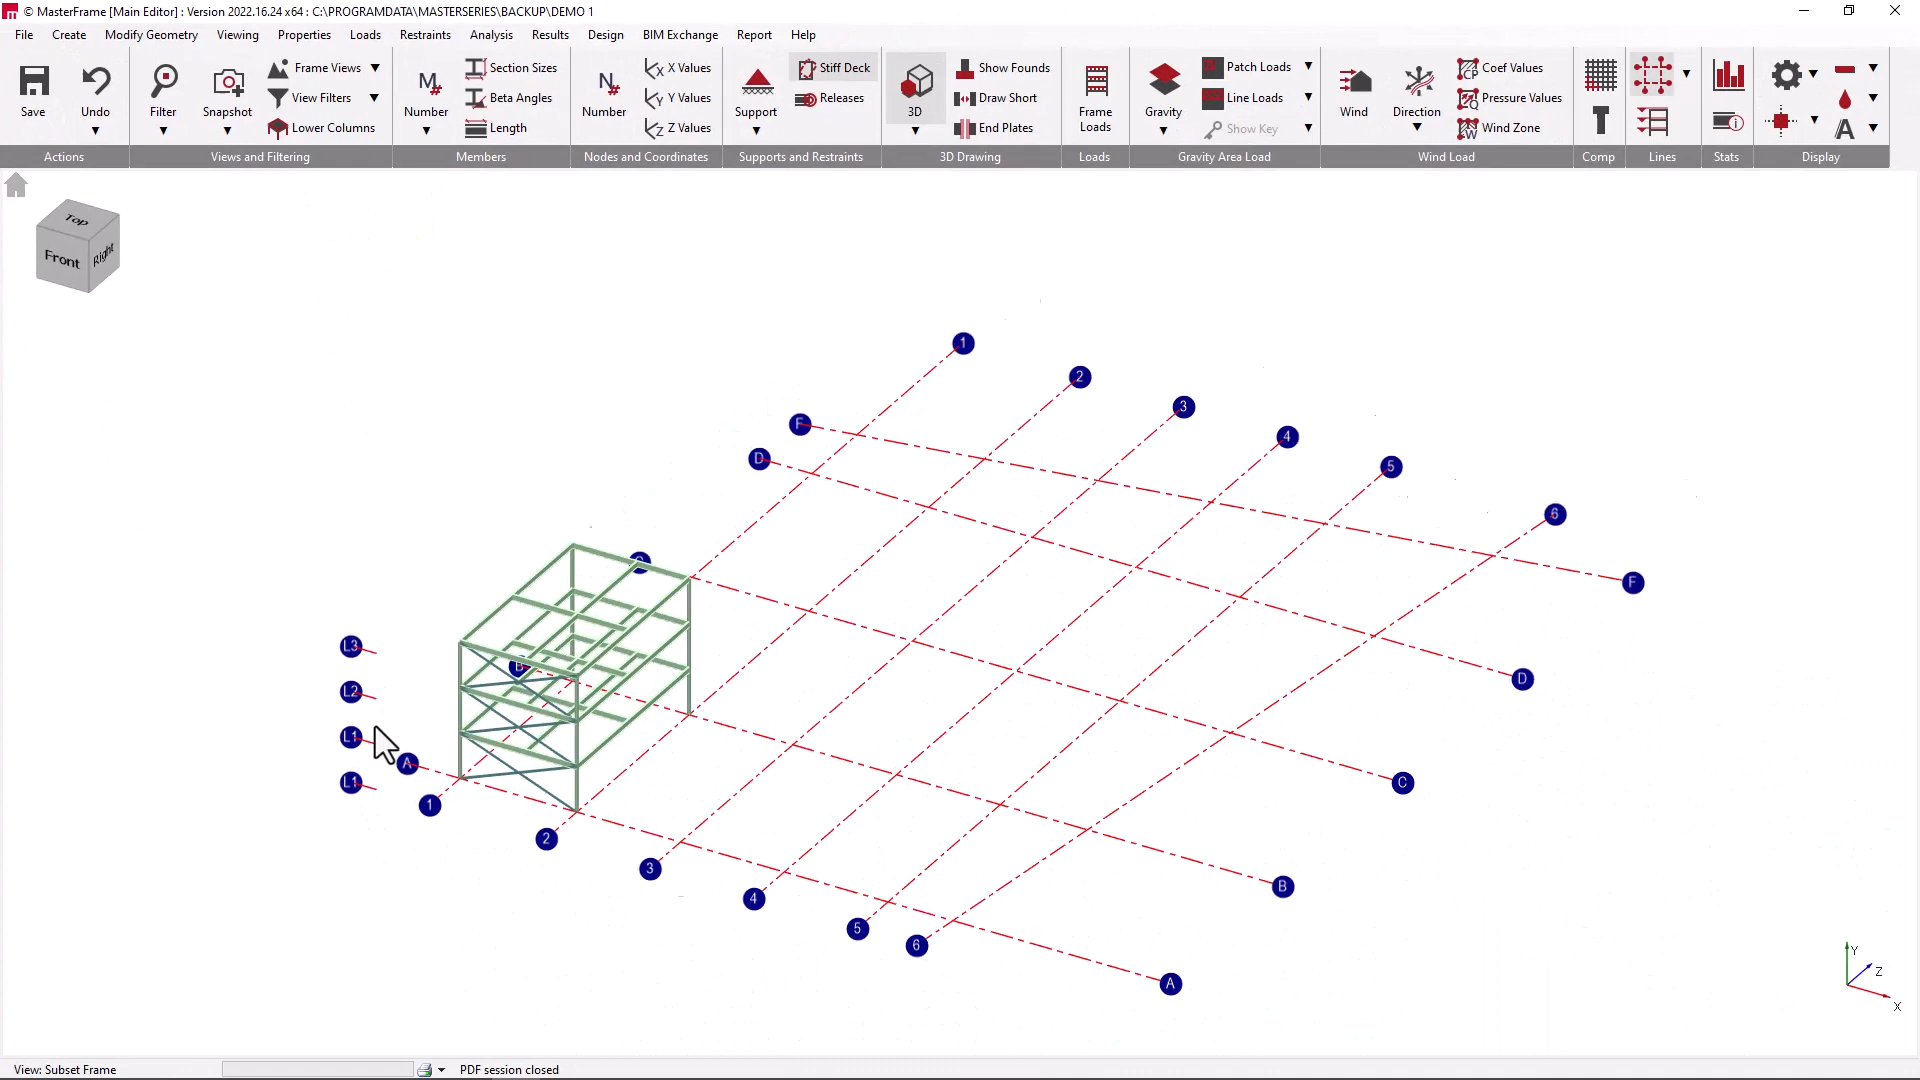 © MasterFrame [Main Editor] : Version 2022.16.24 x64 : C:\PROGRAMDATA\MASTERSERIES\BACKUP\DEMO 1
File Create Modify Geometry Viewing Properties Loads Restraints Analysis Results Design BIM Exchange Report Help
Save
Undo
Actions
Filter
Snapshot
Frame Views
View Filters
Lower Columns
Views and Filtering
Number
Section Sizes
Beta Angles
Length
Members
Number
X Values
Y Values
Z Values
Nodes and Coordinates
Support
Stiff Deck
Releases
Supports and Restraints
3D
Show Founds
Draw Short
End Plates
3D Drawing
Frame
Loads
Loads
Gravity
Patch Loads
Line Loads
Show Key
Gravity Area Load
Wind
Direction
Coef Values
Pressure Values
Wind Zone
Wind Load
Comp
Lines
Stats
Display
Top
Front
Right
1
2
3
F
4
D
5
6
F
L3
B
D
L2
L1
A
L1
C
1
2
3
B
4
5
6
A
Y
Z
X
View: Subset Frame
PDF session closed